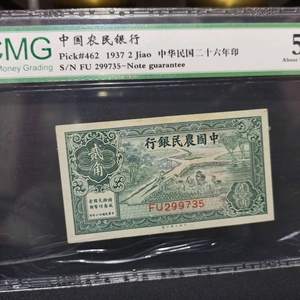 CMG
Money Grading
中国农民银行
Pick#462 1937 2 Jiao 中华民国二十六年印
S/N FU 299735-Note guarantee
5
About
行銀民農國中
貳角
FU299735